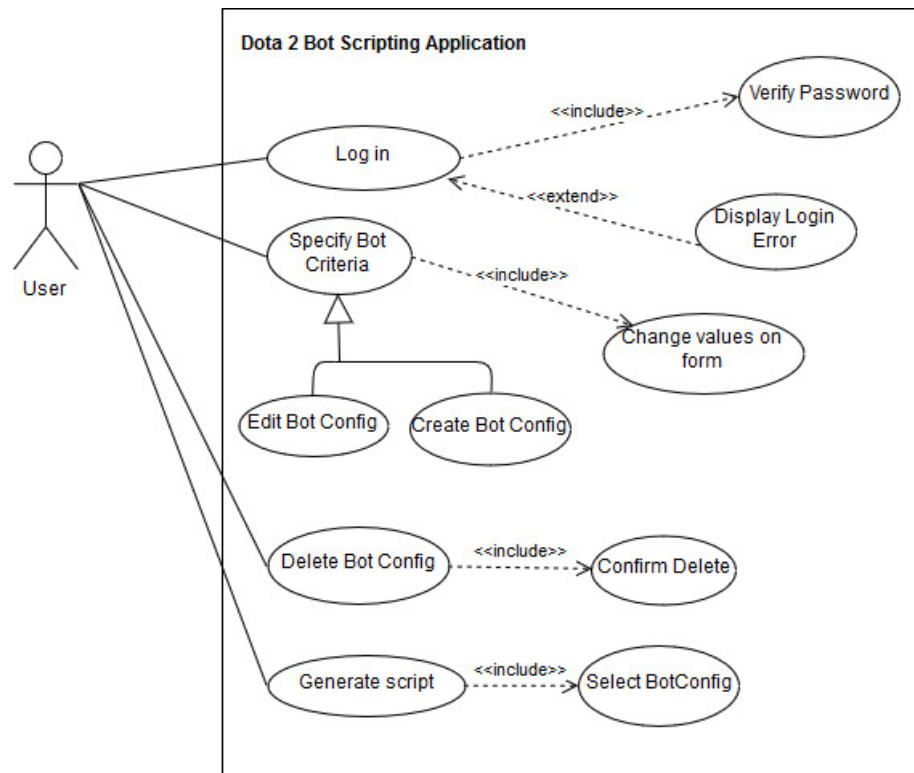 Dota 2 Bot Scripting Application
Verify Password
<<include>>
Log in
<<extend>>
Display Login
Error
Specify Bot
Criteria
<<include>>
User
Change values on
form
Edit Bot Config
Create Bot Config
<<include>>
Delete Bot Config
Confirm Delete
<<include>>
Generate script
Select BotConfig